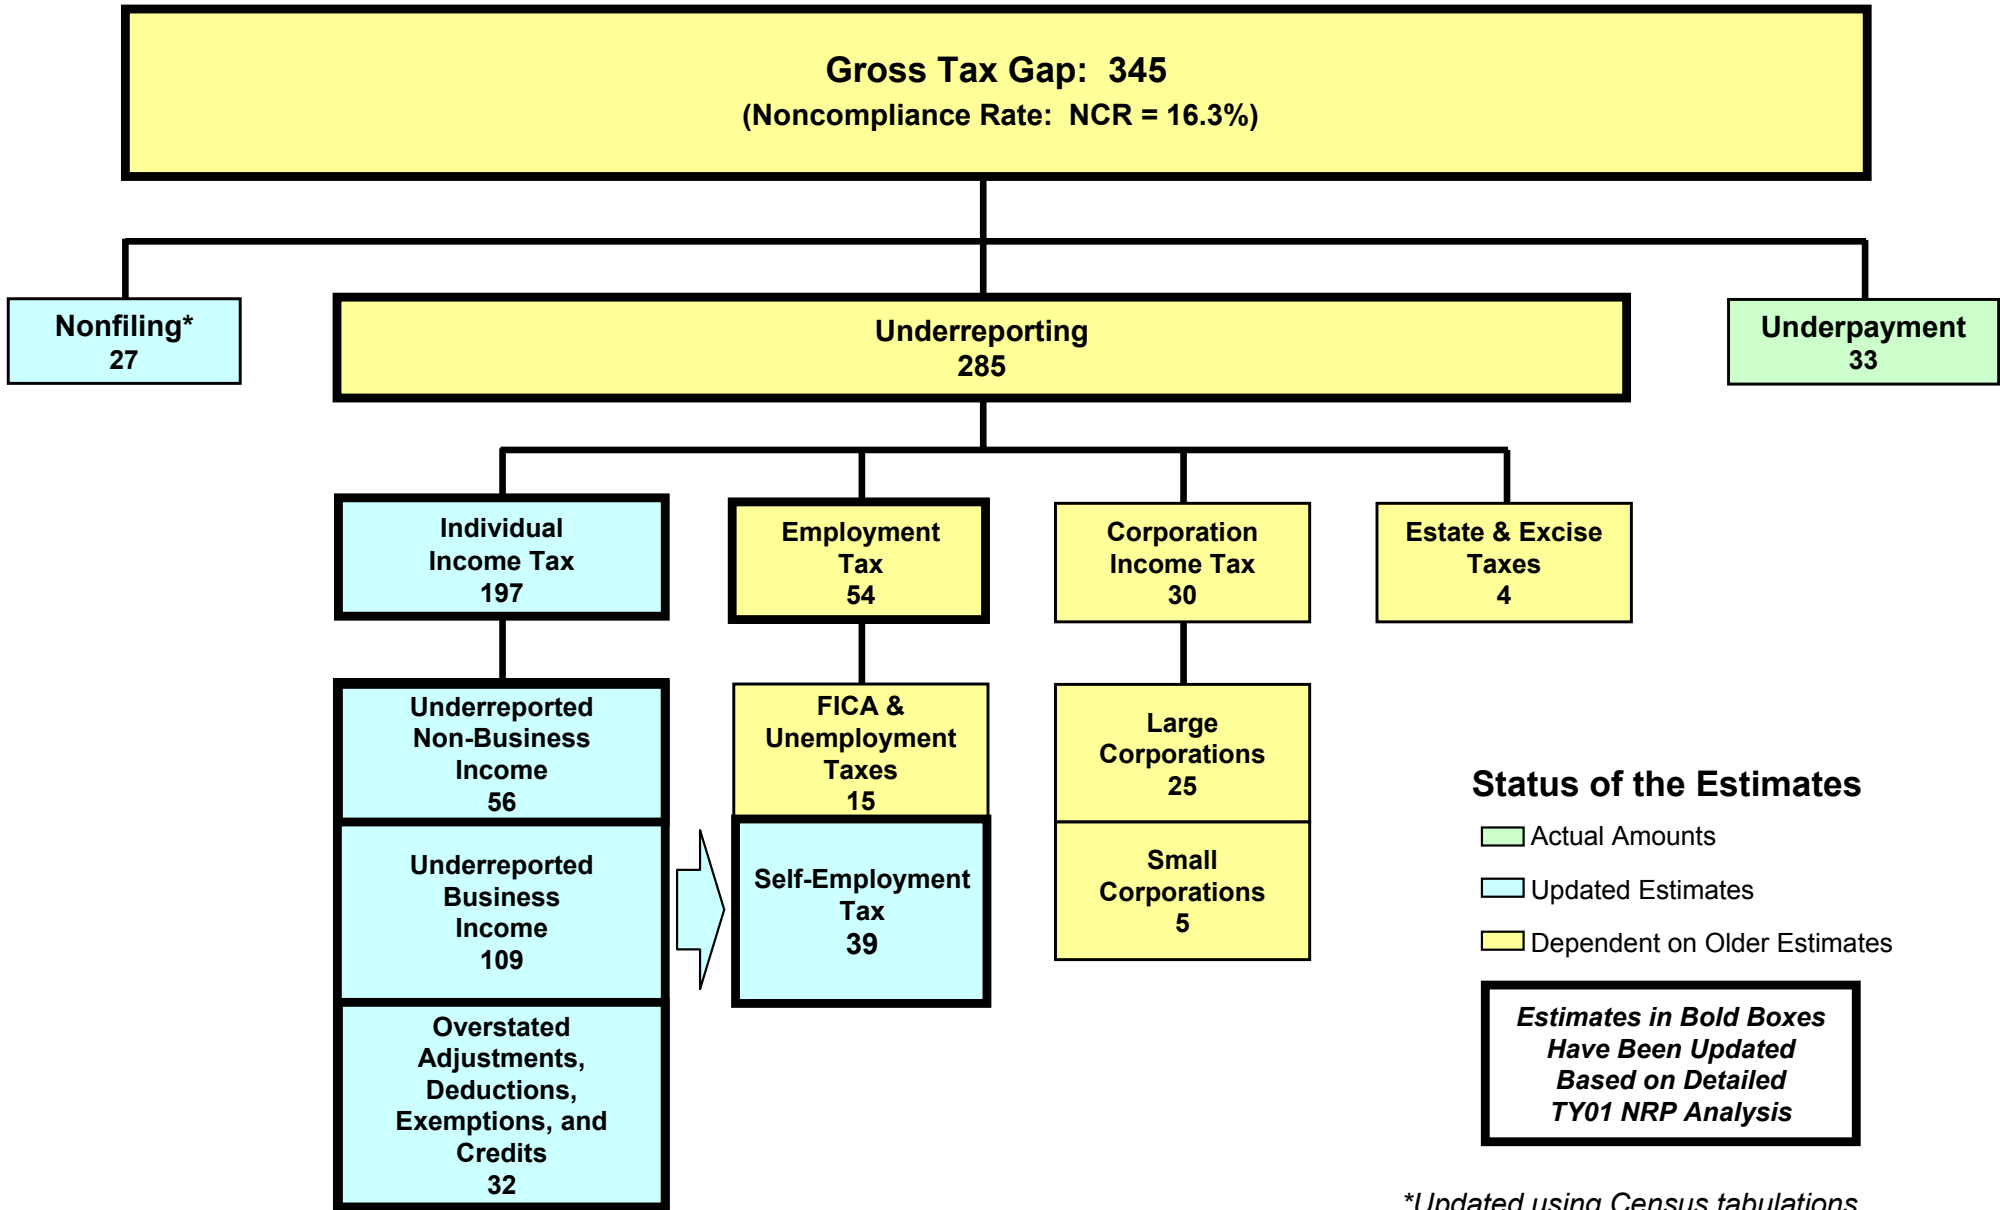 Gross Tax Gap: 345
(Noncompliance Rate: NCR = 16.3%)
Nonfiling*
27
Underreporting
285
Underpayment
33
Individual
Income Tax
197
Employment
Tax
54
Corporation
Income Tax
30
Estate & Excise
Taxes
4
Underreported
Non-Business
Income
56
Underreported
Business
Income
109
Overstated
Adjustments,
Deductions,
Exemptions, and
Credits
32
FICA &
Unemployment
Taxes
15
Self-Employment
Tax
39
Large
Corporations
25
Small
Corporations
5
Status of the Estimates
Actual Amounts
Updated Estimates
Dependent on Older Estimates
Estimates in Bold Boxes
Have Been Updated
Based on Detailed
TY01 NRP Analysis
*Updated using Census tabulations